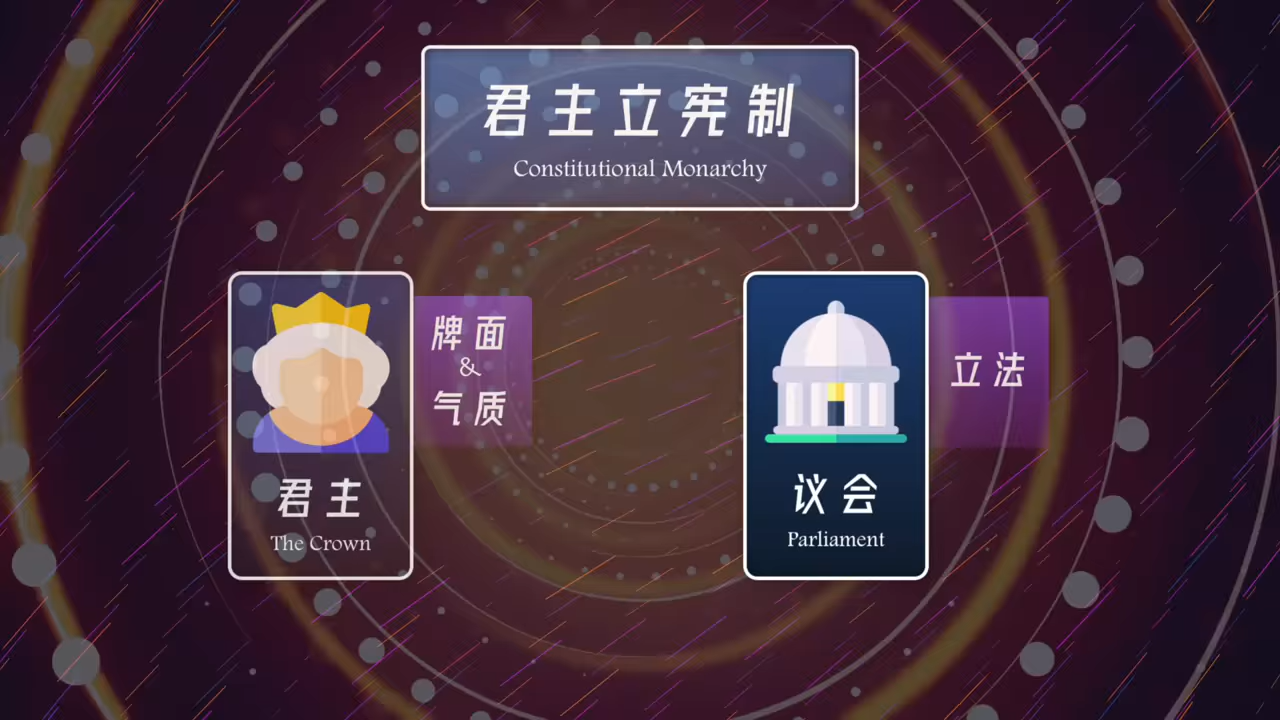 君主立宪制
Constitutional Monarchy
牌面
&
气质
君主
The Crown
立法
议会
Parliament